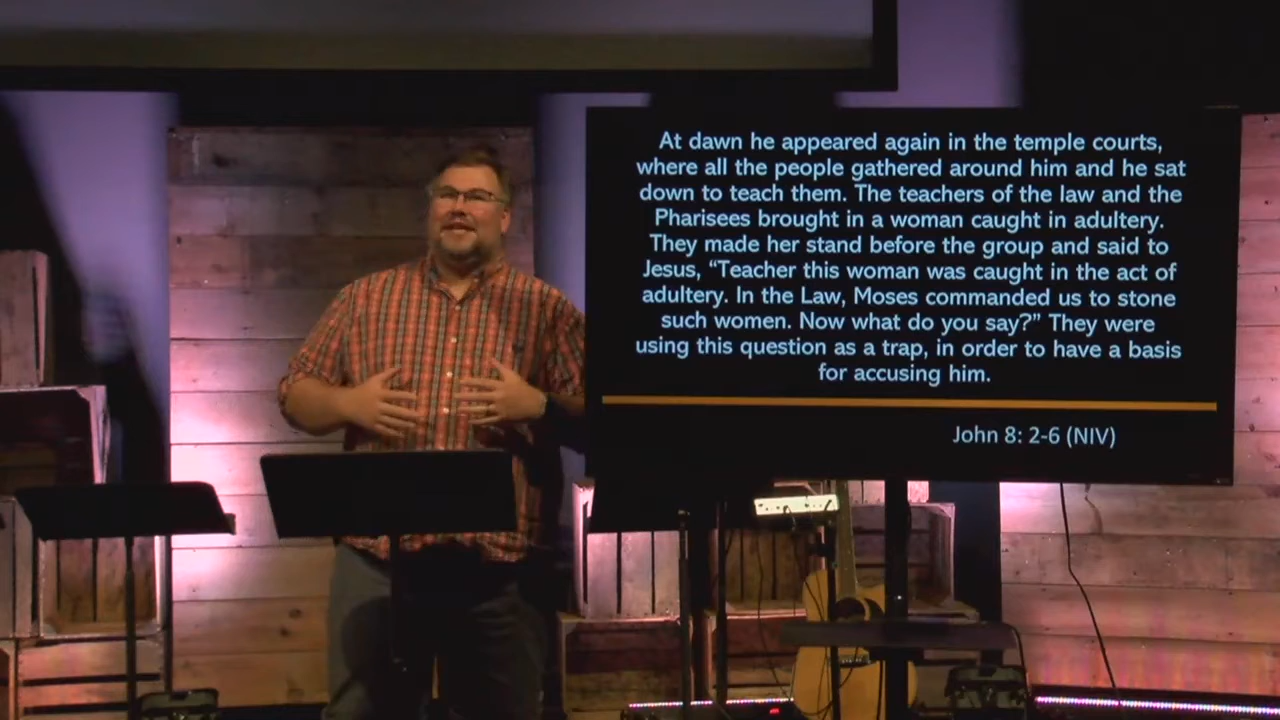 At dawn he appeared again in the temple courts,
where all the people gathered around him and he sat
down to teach them. The teachers of the law and the
Pharisees brought in a woman caught in adultery.
They made her stand before the group and said to
Jesus, “Teacher this woman was caught in the act of
adultery. In the Law, Moses commanded us to stone
such women. Now what do you say?” They were
using this question as a trap, in order to have a basis
for accusing him.
John 8: 2-6 (NIV)